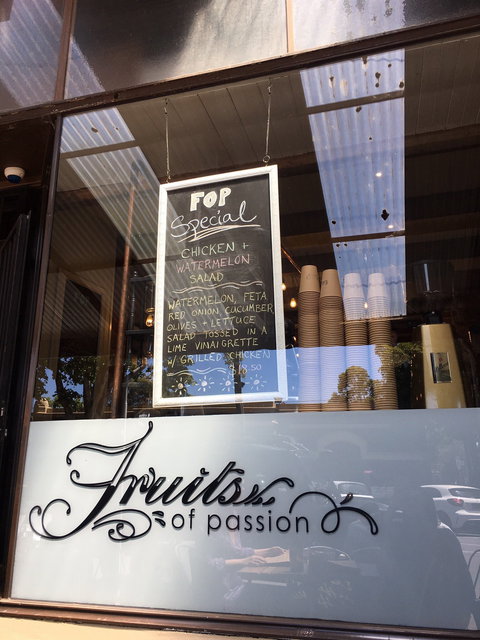 FOP
Special
CHICKEN +
WATERMELON
SALAD
WATERMELON, FETA
RED ONION CUCUMBER
OLIVES + LETTUCE
SALAD TOSSED IN A
LIME VINAIGRETTE
W/ GRILLED CHICKEN
$18.50
Fruits
of passion